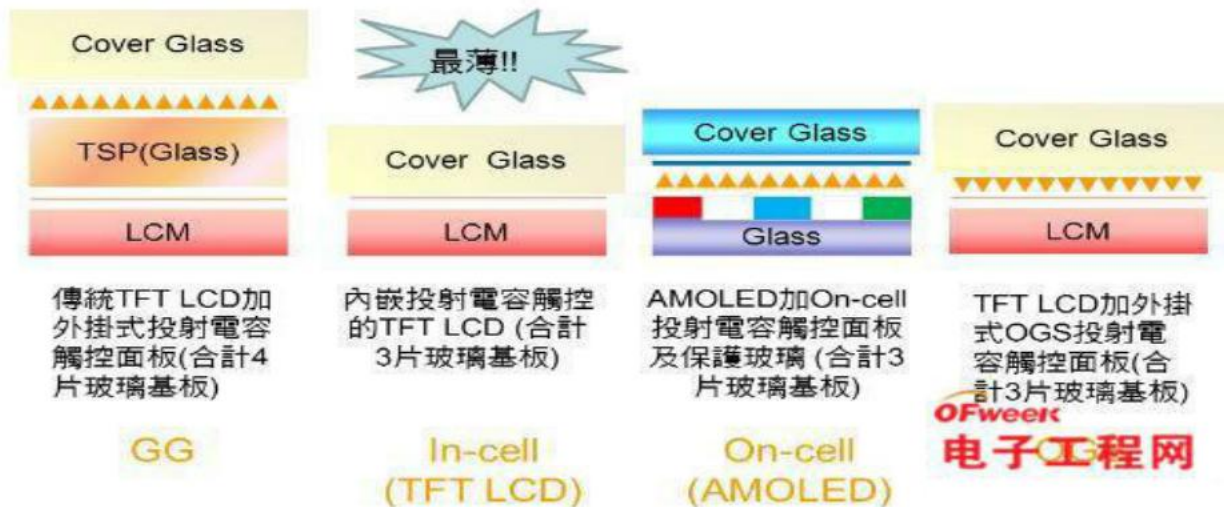 Cover Glass
TSP(Glass)
LCM
傳統TFT LCD加
外掛式投射電容
觸控面板(合計4
片玻璃基板)
GG
最薄!!
Cover Glass
LCM
內嵌投射電容觸控
的TFT LCD (合計
3片玻璃基板)
In-cell
(TFT LCD)
Cover Glass
Glass
AMOLED加On-cell
投射電容觸控面板
及保護玻璃 (合計3
片玻璃基板)
On-cell
(AMOLED)
Cover Glass
LCM
TFT LCD加外掛
式OGS投射電
容觸控面板(合
計3片玻璃基板)
OFweek
电子工程网